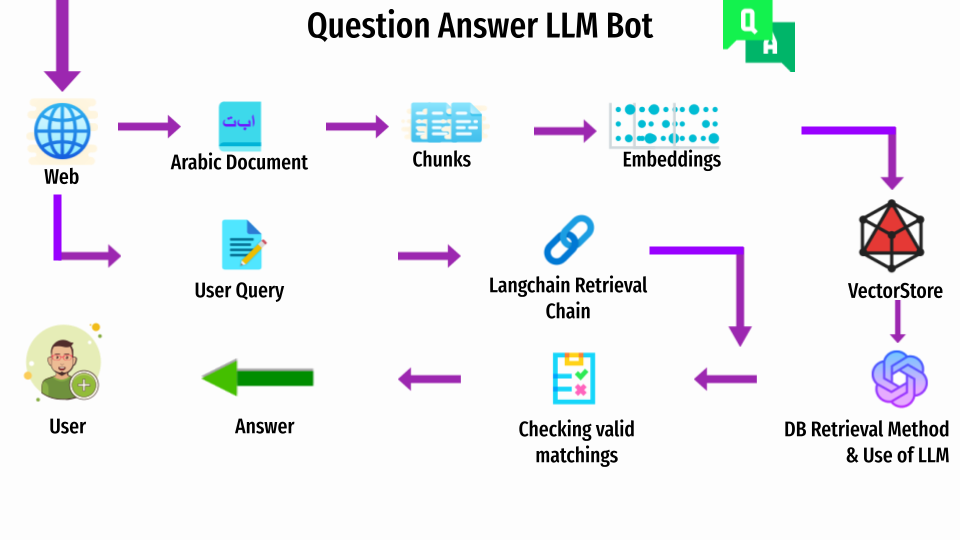 Question Answer LLM Bot
Q
A
ابت
Web
Arabic Document
Chunks
Embeddings
User Query
Langchain Retrieval
Chain
VectorStore
User
Answer
Checking valid
matchings
DB Retrieval Method
& Use of LLM